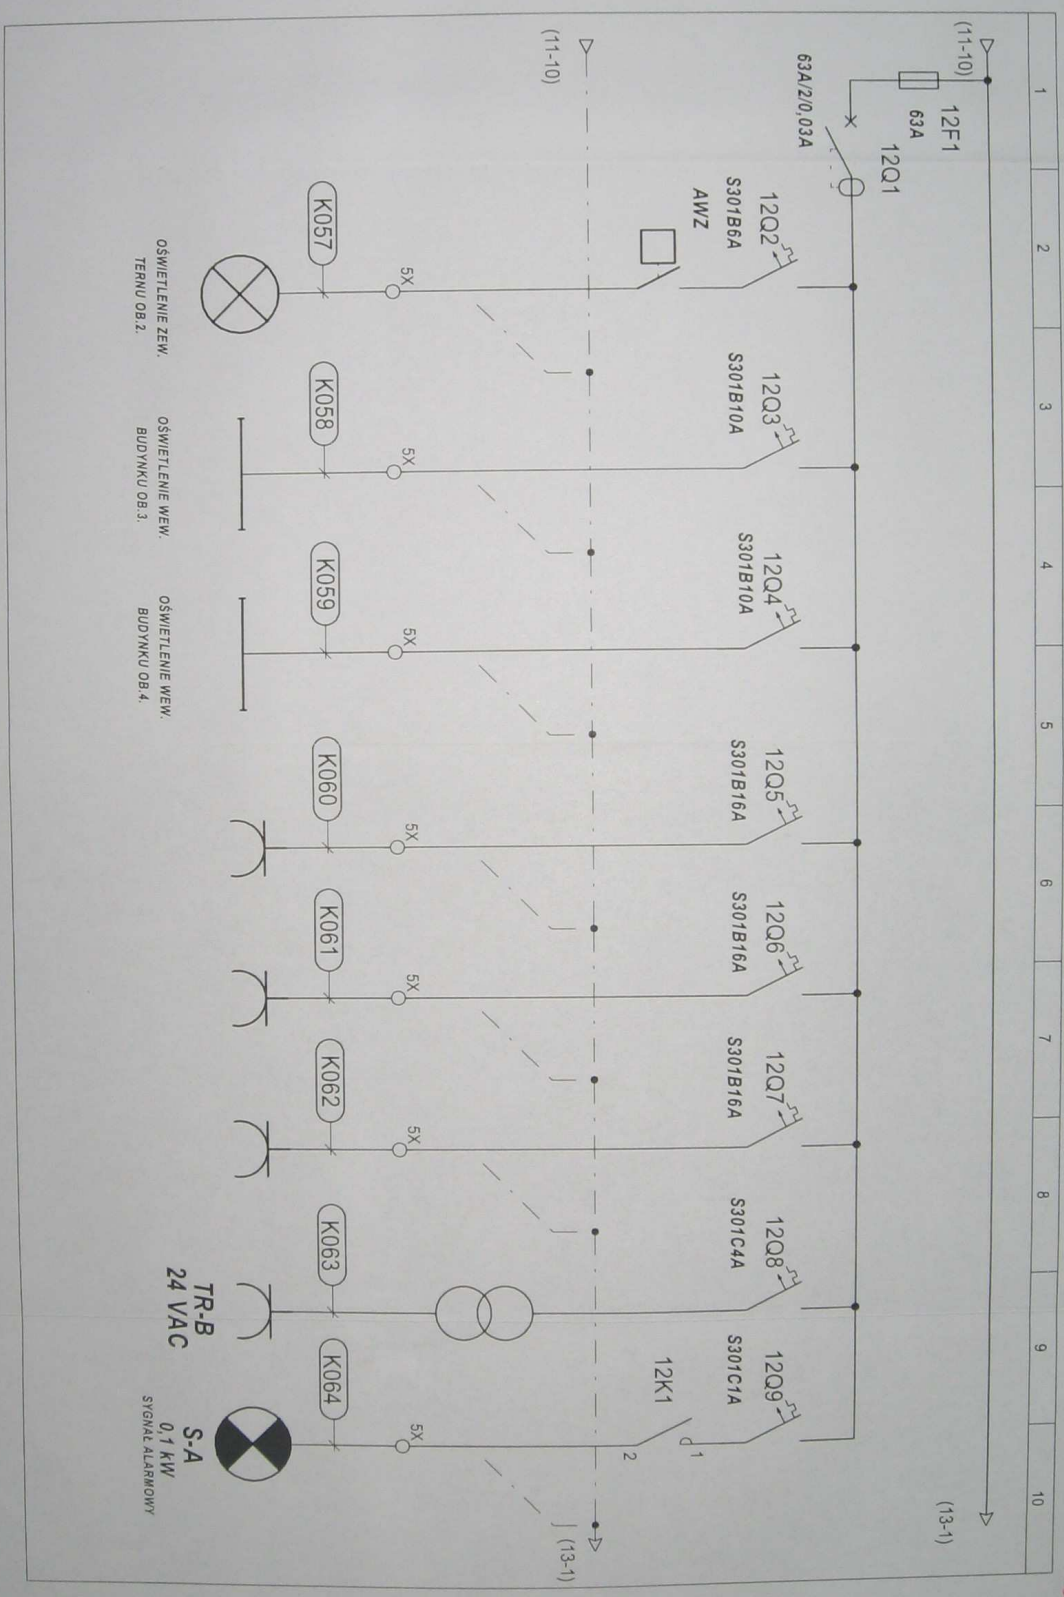 1 2 3 4 5 6 7 8 9 10
(11-10)
(13-1)
12F1
63A
12Q1
63A/2/0,03A
12Q2
S301B6A
AWZ
12Q3
S301B10A
12Q4
S301B10A
12Q5
S301B16A
12Q6
S301B16A
12Q7
S301B16A
12Q8
S301C4A
12Q9
S301C1A
12K1
1
2
(11-10)
(13-1)
5X
5X
5X
5X
5X
5X
5X
K057
K058
K059
K060
K061
K062
K063
K064
OŚWIETLENIE ZEW.
TERNU OB.2.
OŚWIETLENIE WEW.
BUDYNKU OB.3.
OŚWIETLENIE WEW.
BUDYNKU OB.4.
TR-B
24 VAC
S-A
0,1 kW
SYGNAŁ ALARMOWY